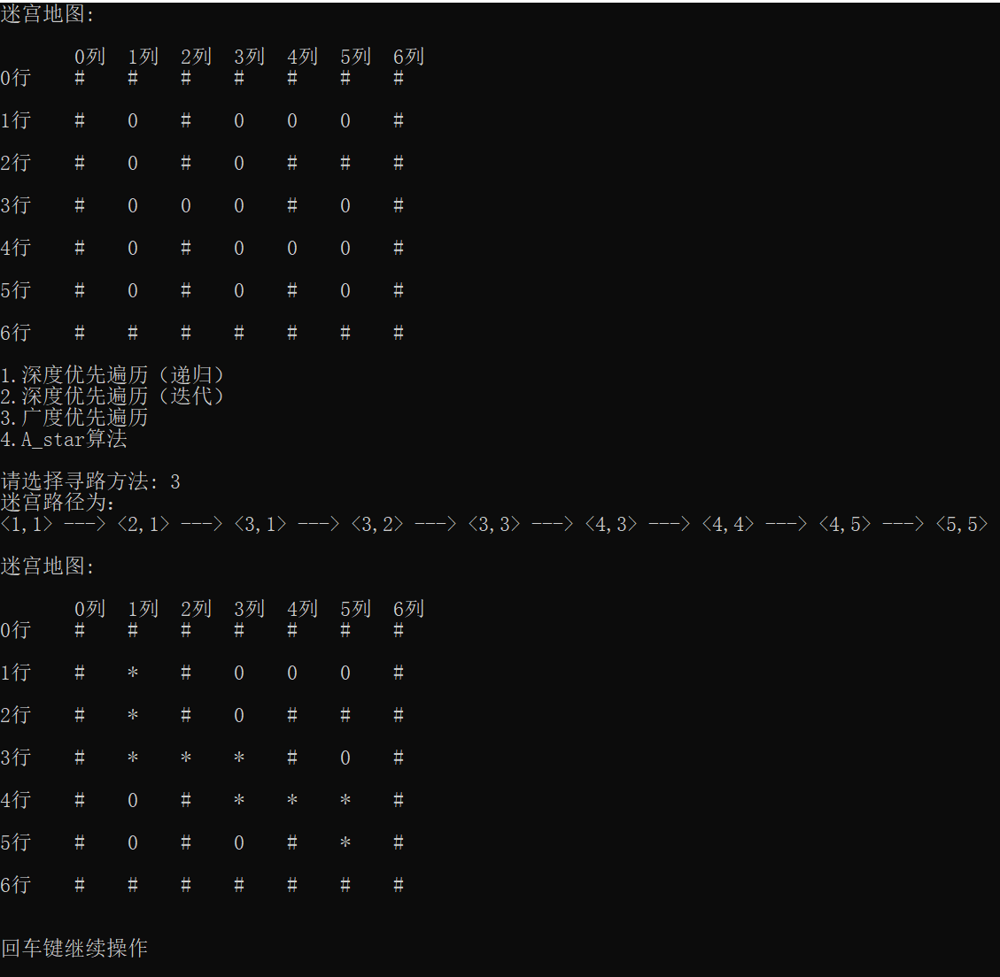 迷宫地图:
0列 1列 2列 3列 4列 5列 6列
0行 # # # # # # #
1行 # 0 # 0 0 0 #
2行 # 0 # 0 # # #
3行 # 0 0 0 # 0 #
4行 # 0 # 0 0 0 #
5行 # 0 # 0 # 0 #
6行 # # # # # # #
1.深度优先遍历（递归）
2.深度优先遍历（迭代）
3.广度优先遍历
4.A_star算法
请选择寻路方法: 3
迷宫路径为:
<1,1> ---> <2,1> ---> <3,1> ---> <3,2> ---> <3,3> ---> <4,3> ---> <4,4> ---> <4,5> ---> <5,5>
迷宫地图:
0列 1列 2列 3列 4列 5列 6列
0行 # # # # # # #
1行 # * # 0 0 0 #
2行 # * # 0 # # #
3行 # * * * # 0 #
4行 # 0 # * * * #
5行 # 0 # 0 # * #
6行 # # # # # # #
回车键继续操作